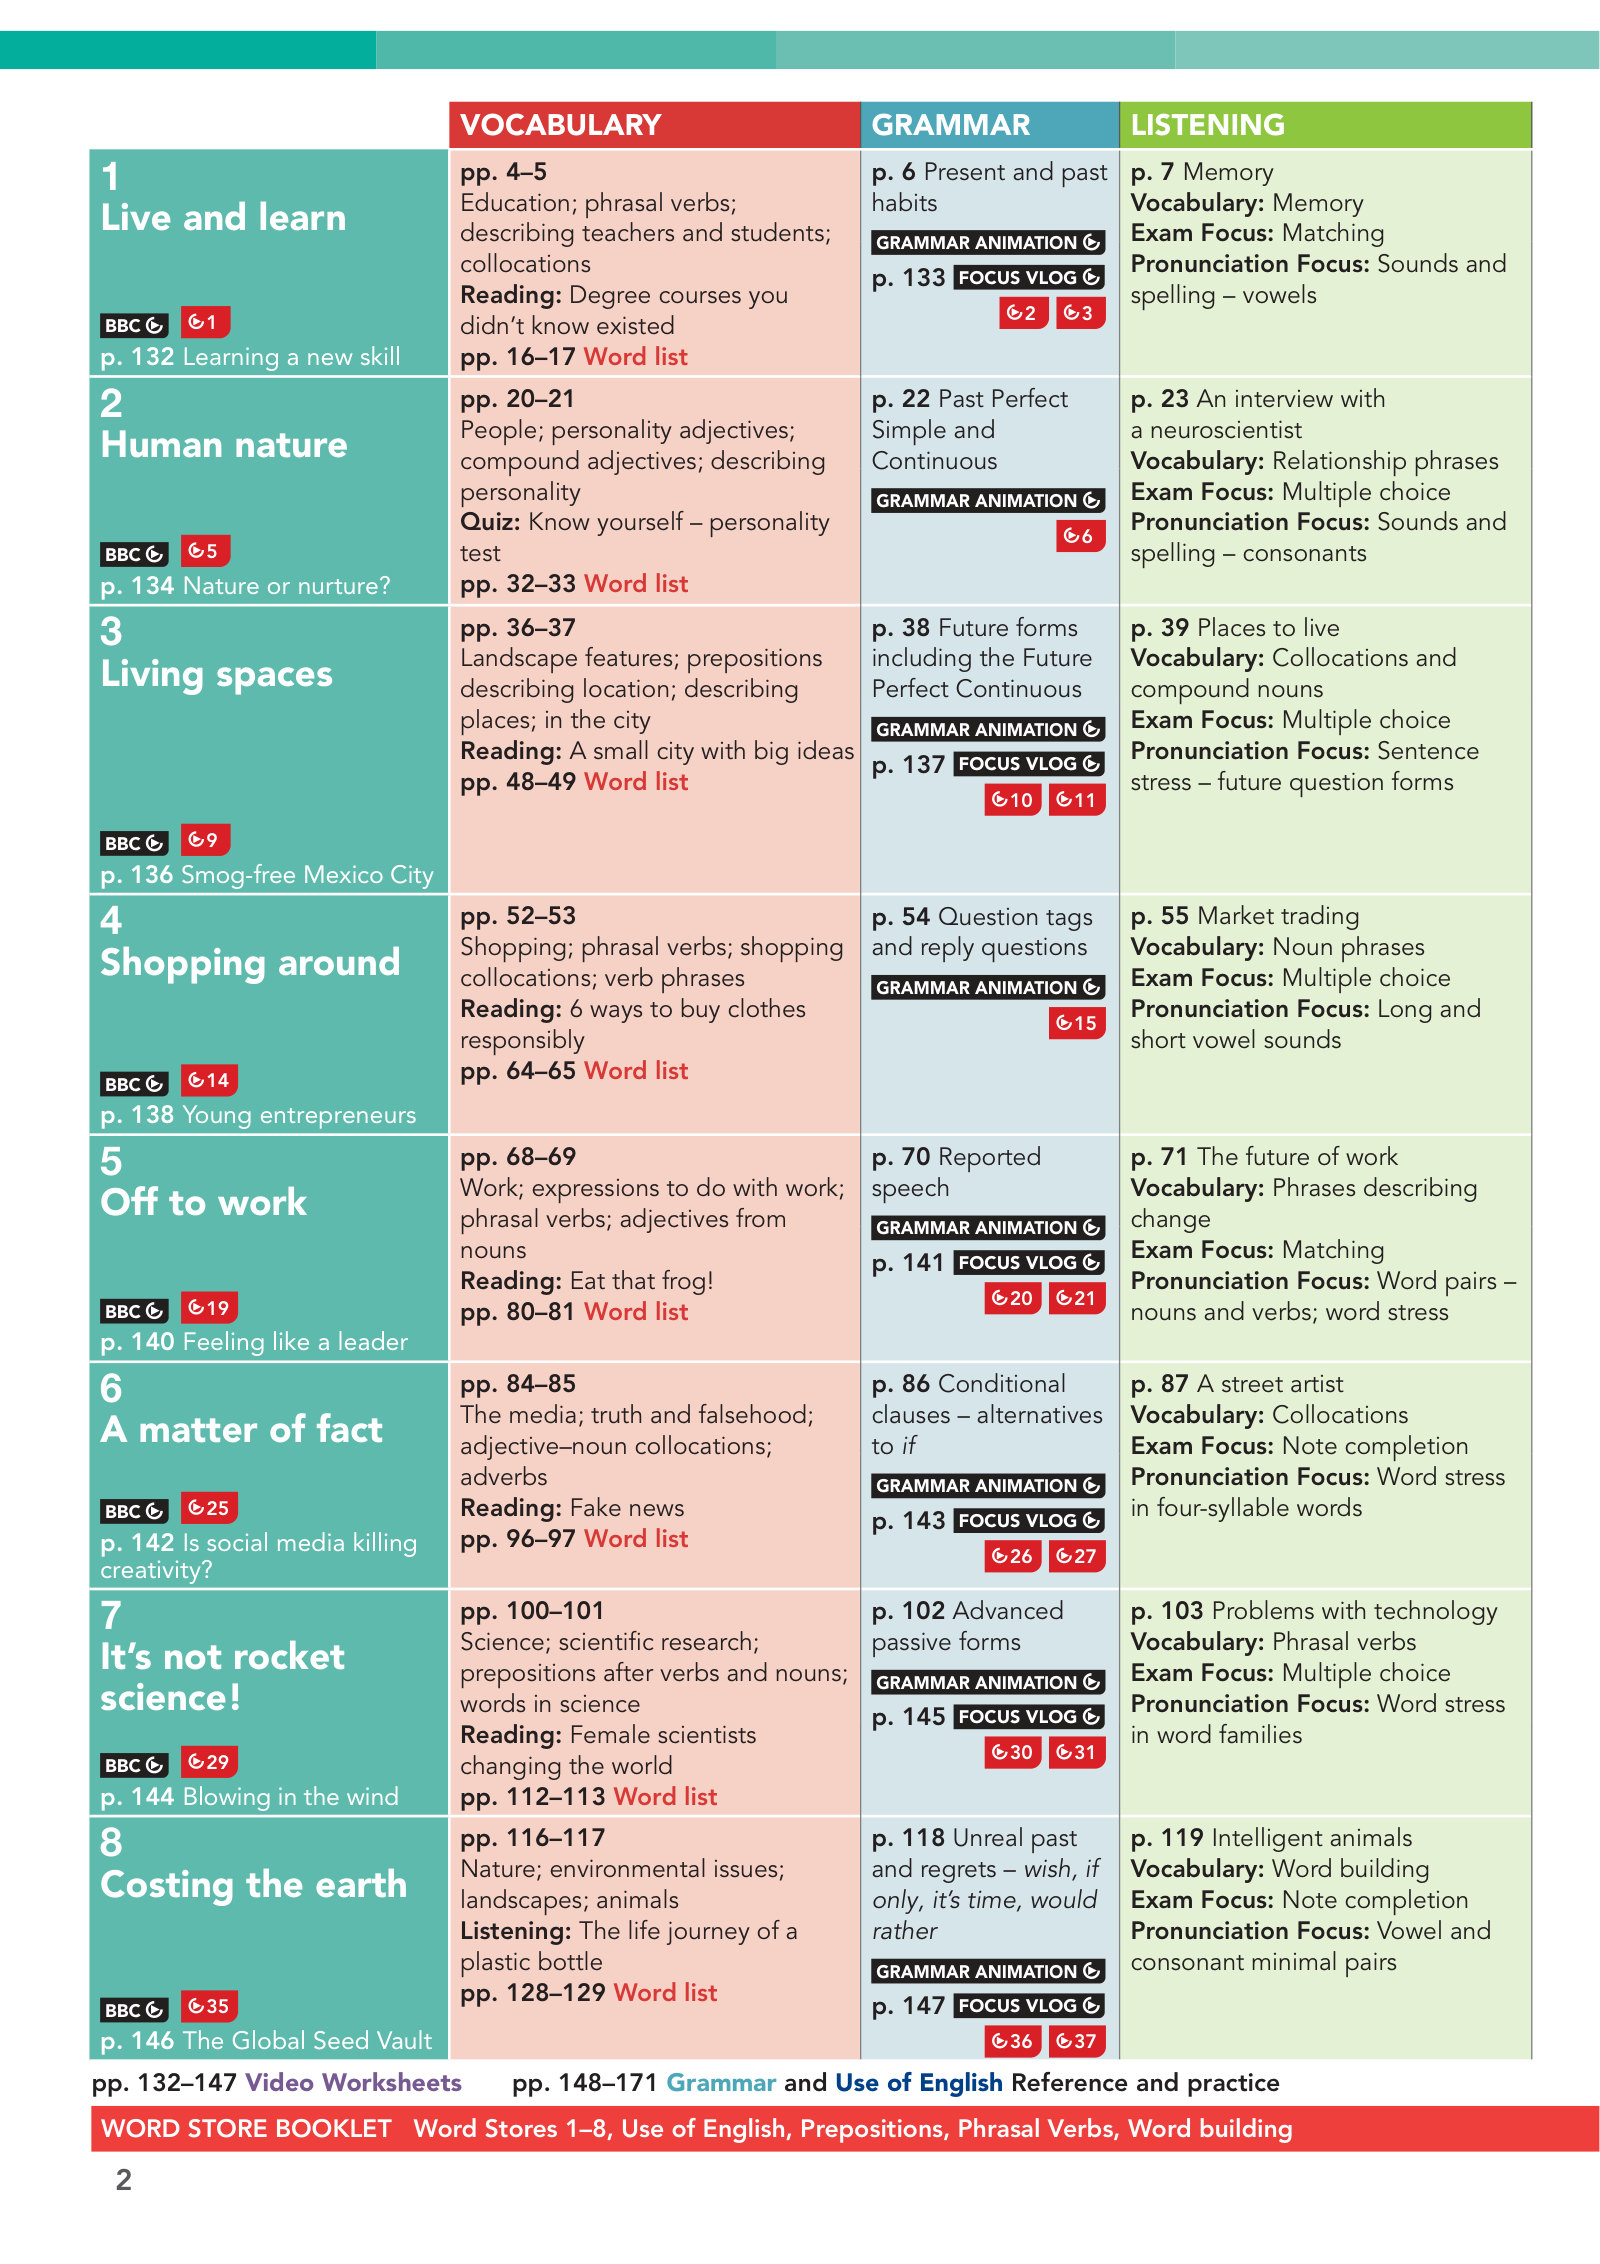 VOCABULARY
GRAMMAR
LISTENING
1
Live and learn
BBC 1
p. 132 Learning a new skill
pp. 4–5
Education; phrasal verbs;
describing teachers and students;
collocations
Reading: Degree courses you
didn't know existed
pp. 16–17 Word list
p. 6 Present and past
habits
GRAMMAR ANIMATION
p. 133 FOCUS VLOG
2 3
p. 7 Memory
Vocabulary: Memory
Exam Focus: Matching
Pronunciation Focus: Sounds and
spelling – vowels
2
Human nature
BBC 5
p. 134 Nature or nurture?
pp. 20–21
People; personality adjectives;
compound adjectives; describing
personality
Quiz: Know yourself – personality
test
pp. 32–33 Word list
p. 22 Past Perfect
Simple and
Continuous
GRAMMAR ANIMATION
6
p. 23 An interview with
a neuroscientist
Vocabulary: Relationship phrases
Exam Focus: Multiple choice
Pronunciation Focus: Sounds and
spelling – consonants
3
Living spaces
BBC 9
p. 136 Smog-free Mexico City
pp. 36–37
Landscape features; prepositions
describing location; describing
places; in the city
Reading: A small city with big ideas
pp. 48–49 Word list
p. 38 Future forms
including the Future
Perfect Continuous
GRAMMAR ANIMATION
p. 137 FOCUS VLOG
10 11
p. 39 Places to live
Vocabulary: Collocations and
compound nouns
Exam Focus: Multiple choice
Pronunciation Focus: Sentence
stress – future question forms
4
Shopping around
BBC 14
p. 138 Young entrepreneurs
pp. 52–53
Shopping; phrasal verbs; shopping
collocations; verb phrases
Reading: 6 ways to buy clothes
responsibly
pp. 64–65 Word list
p. 54 Question tags
and reply questions
GRAMMAR ANIMATION
15
p. 55 Market trading
Vocabulary: Noun phrases
Exam Focus: Multiple choice
Pronunciation Focus: Long and
short vowel sounds
5
Off to work
BBC 19
p. 140 Feeling like a leader
pp. 68–69
Work; expressions to do with work;
phrasal verbs; adjectives from
nouns
Reading: Eat that frog!
pp. 80–81 Word list
p. 70 Reported
speech
GRAMMAR ANIMATION
p. 141 FOCUS VLOG
20 21
p. 71 The future of work
Vocabulary: Phrases describing
change
Exam Focus: Matching
Pronunciation Focus: Word pairs –
nouns and verbs; word stress
6
A matter of fact
BBC 25
p. 142 Is social media killing
creativity?
pp. 84–85
The media; truth and falsehood;
adjective–noun collocations;
adverbs
Reading: Fake news
pp. 96–97 Word list
p. 86 Conditional
clauses – alternatives
to if
GRAMMAR ANIMATION
p. 143 FOCUS VLOG
26 27
p. 87 A street artist
Vocabulary: Collocations
Exam Focus: Note completion
Pronunciation Focus: Word stress
in four-syllable words
7
It's not rocket
science!
BBC 29
p. 144 Blowing in the wind
pp. 100–101
Science; scientific research;
prepositions after verbs and nouns;
words in science
Reading: Female scientists
changing the world
pp. 112–113 Word list
p. 102 Advanced
passive forms
GRAMMAR ANIMATION
p. 145 FOCUS VLOG
30 31
p. 103 Problems with technology
Vocabulary: Phrasal verbs
Exam Focus: Multiple choice
Pronunciation Focus: Word stress
in word families
8
Costing the earth
BBC 35
p. 146 The Global Seed Vault
pp. 116–117
Nature; environmental issues;
landscapes; animals
Listening: The life journey of a
plastic bottle
pp. 128–129 Word list
p. 118 Unreal past
and regrets – wish, if
only, it's time, would
rather
GRAMMAR ANIMATION
p. 147 FOCUS VLOG
36 37
p. 119 Intelligent animals
Vocabulary: Word building
Exam Focus: Note completion
Pronunciation Focus: Vowel and
consonant minimal pairs
pp. 132–147 Video Worksheets pp. 148–171 Grammar and Use of English Reference and practice
WORD STORE BOOKLET Word Stores 1–8, Use of English, Prepositions, Phrasal Verbs, Word building
2